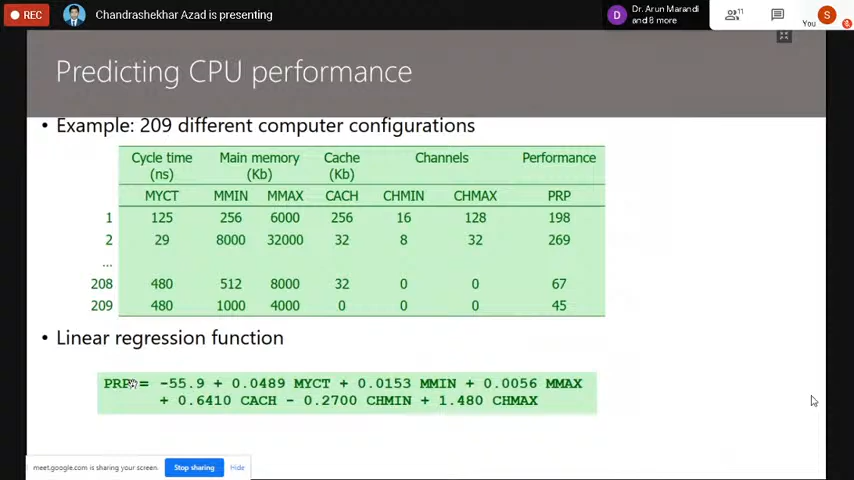 REC
Chandrashekhar Azad is presenting
D
Dr. Arun Marandi
and 8 more
11
You
S
Predicting CPU performance
• Example: 209 different computer configurations
Cycle time Main memory Cache Channels Performance
(ns) (Kb) (Kb)
MYCT MMIN MMAX CACH CHMIN CHMAX PRP
1 125 256 6000 256 16 128 198
2 29 8000 32000 32 8 32 269
...
208 480 512 8000 32 0 0 67
209 480 1000 4000 0 0 0 45
• Linear regression function
PRP = -55.9 + 0.0489 MYCT + 0.0153 MMIN + 0.0056 MMAX
+ 0.6410 CACH - 0.2700 CHMIN + 1.480 CHMAX
meet.google.com is sharing your screen. Stop sharing Hide